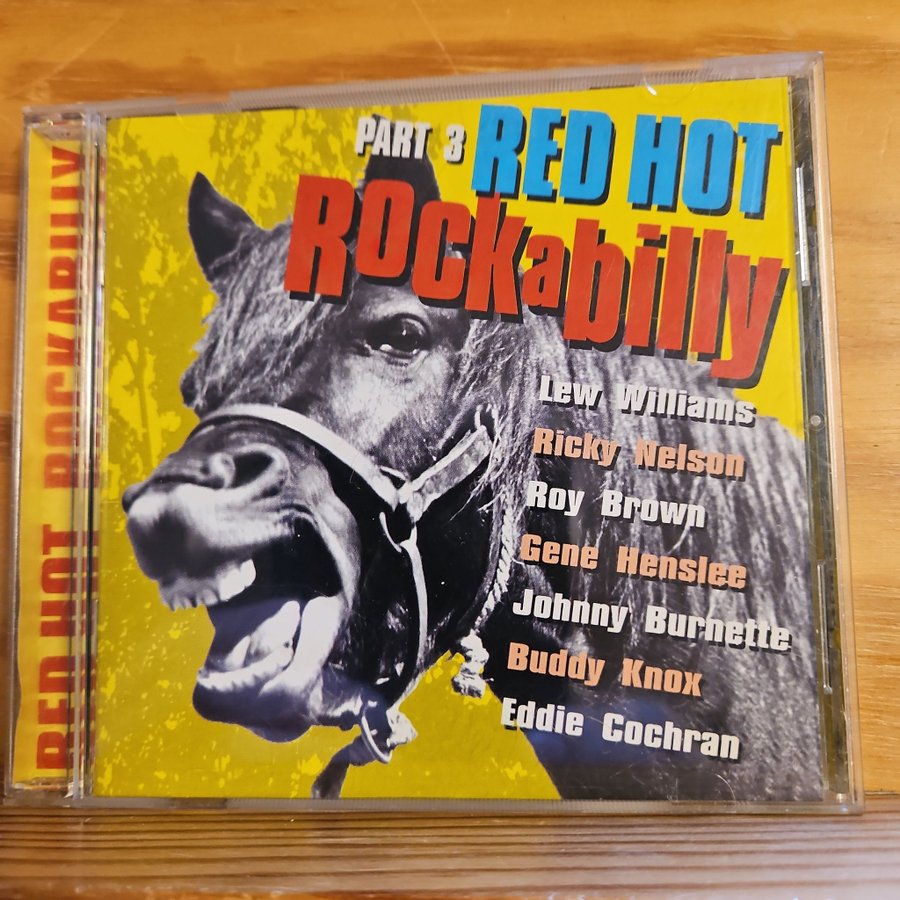 PART 3 RED HOT
ROCKabilly
Lew Williams
Ricky Nelson
Roy Brown
Gene Henslee
Johnny Burnette
Buddy Knox
Eddie Cochran
RED HOT ROCKABILLY